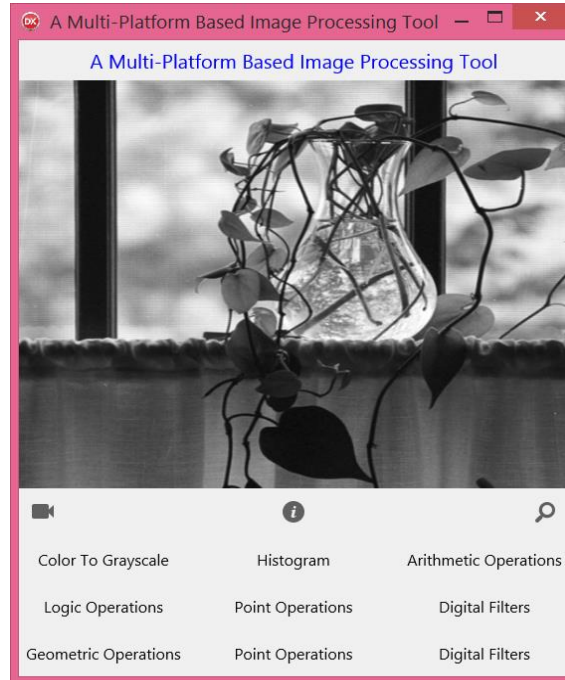 DX A Multi-Platform Based Image Processing Tool
A Multi-Platform Based Image Processing Tool
i
Color To Grayscale Histogram Arithmetic Operations
Logic Operations Point Operations Digital Filters
Geometric Operations Point Operations Digital Filters